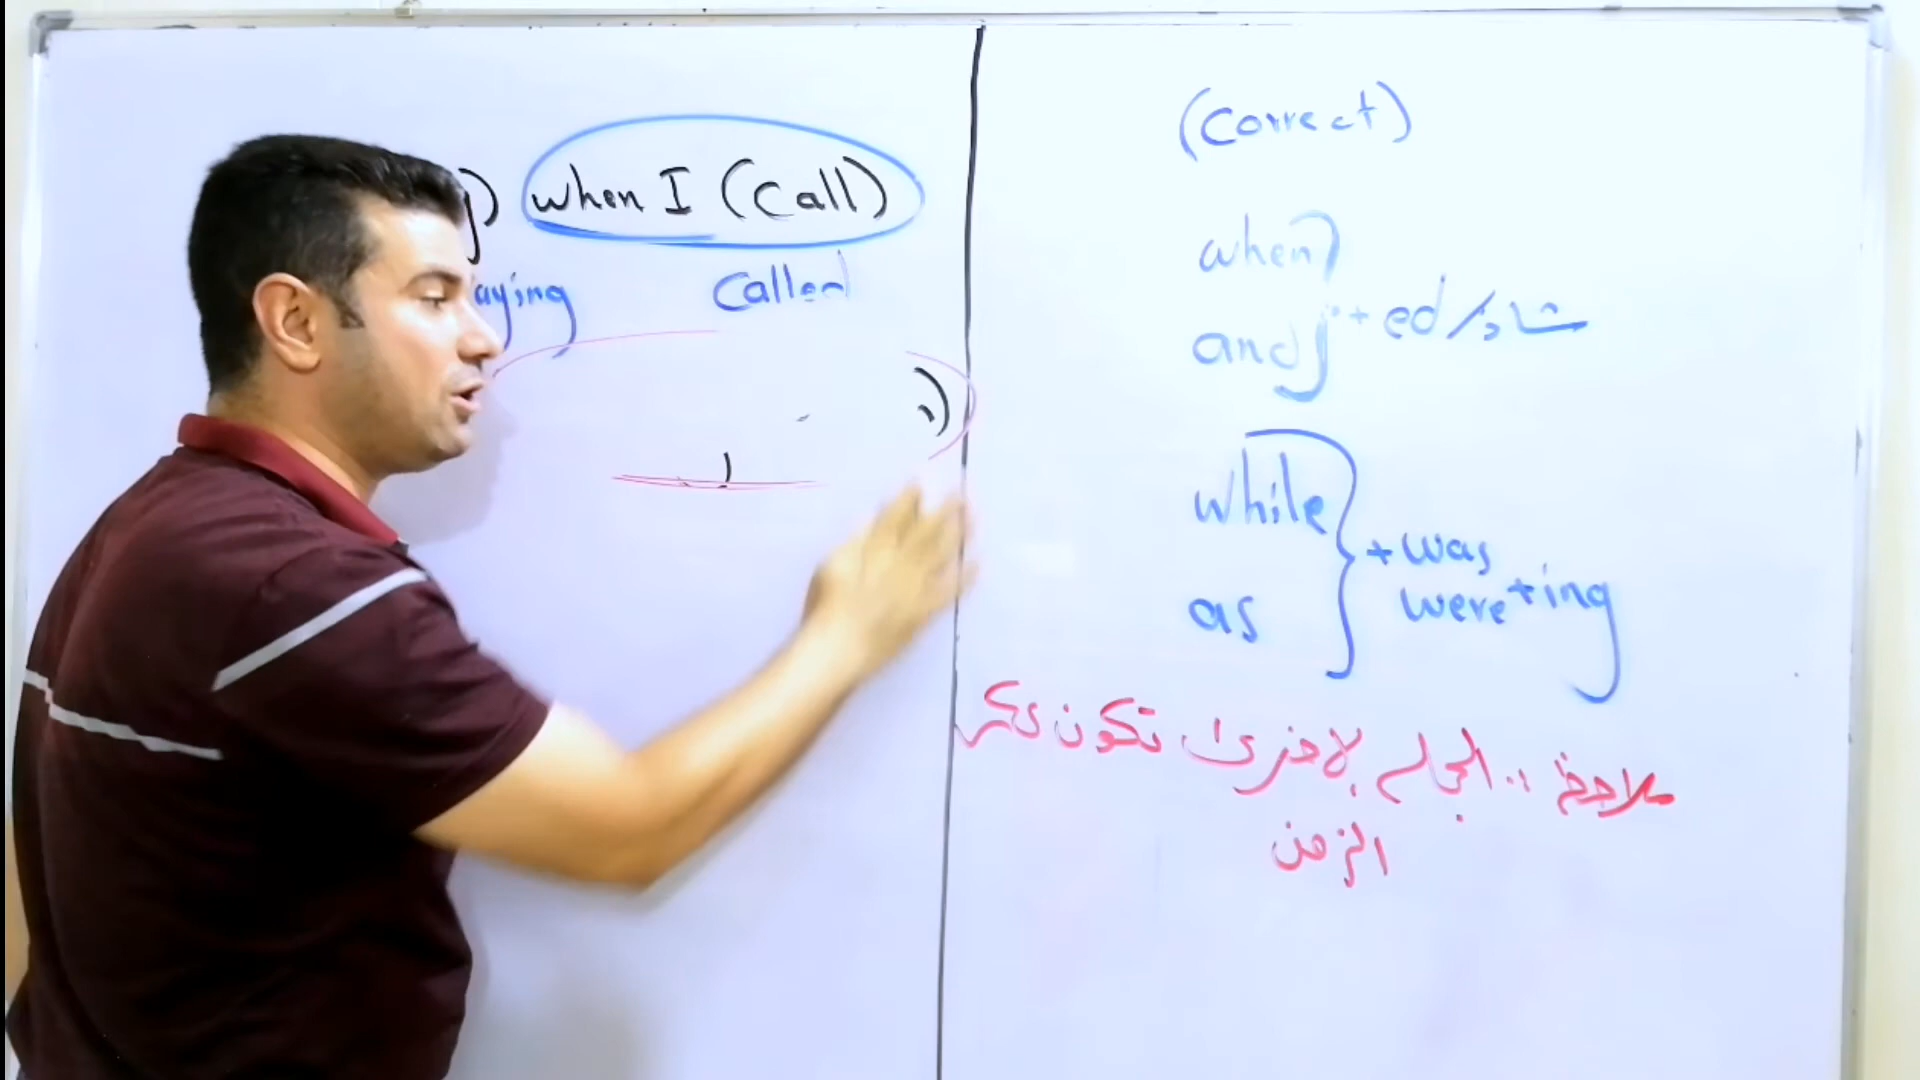 when I (Call)
aying called
(Correct)
when
and + ed / شاذ
while
as
+ was
were + ing
ملاحظة :. الجملة الاخرى تكون عكس
الزمن